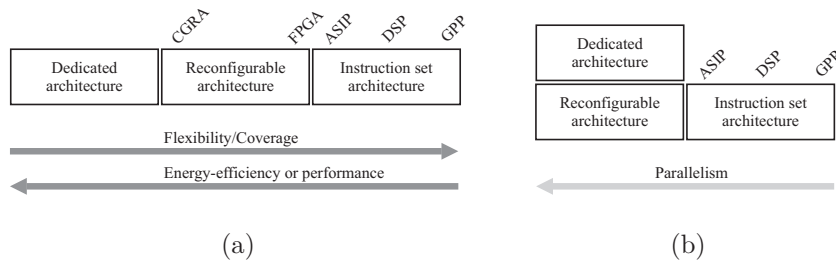 CGRA FPGA ASIP DSP GPP
Dedicated architecture
Reconfigurable architecture
Instruction set architecture
Flexibility/Coverage
Energy-efficiency or performance
(a)
Dedicated architecture
ASIP DSP GPP
Reconfigurable architecture
Instruction set architecture
Parallelism
(b)